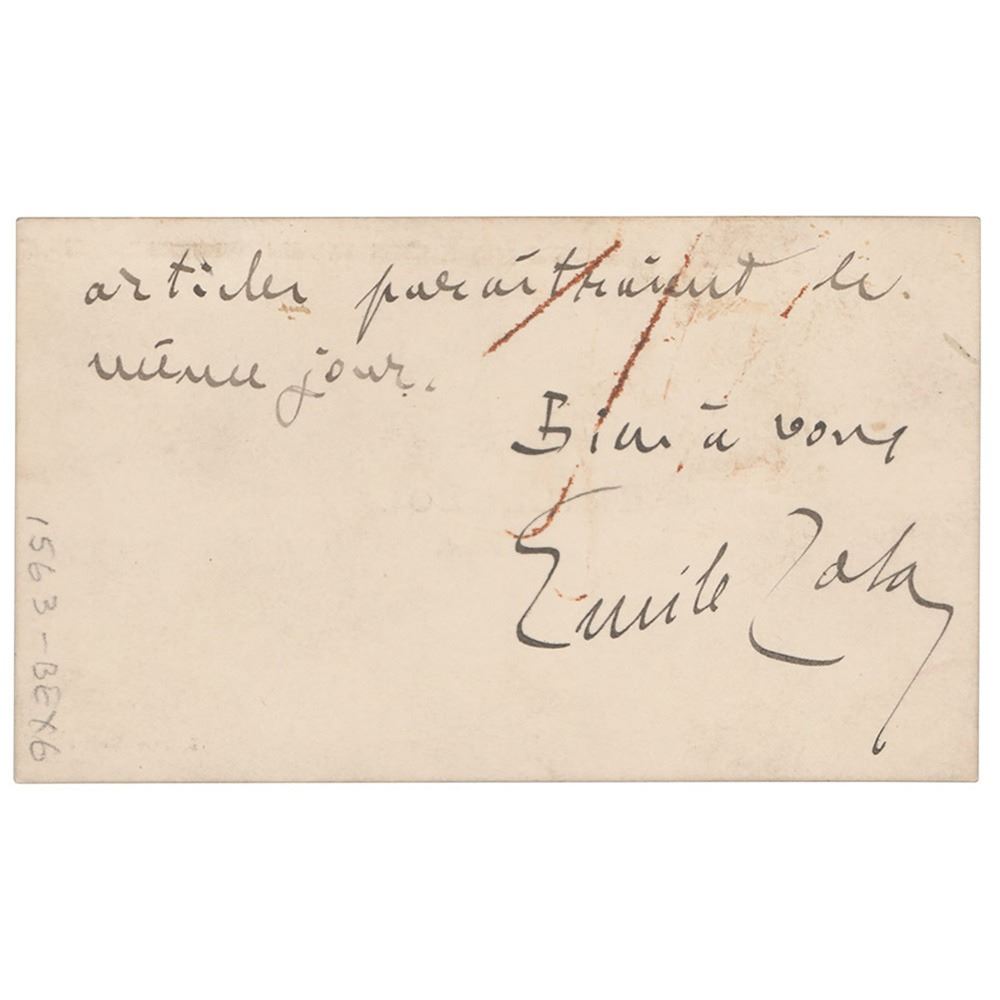 articles paraîtraient le
même jour.
Bien à vous
Emile Zola
1563-BEX6